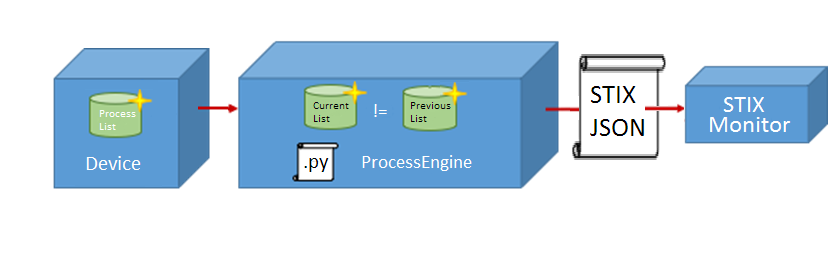 Process
List
Device
Current
List
!=
Previous
List
.py
ProcessEngine
STIX
JSON
STIX
Monitor